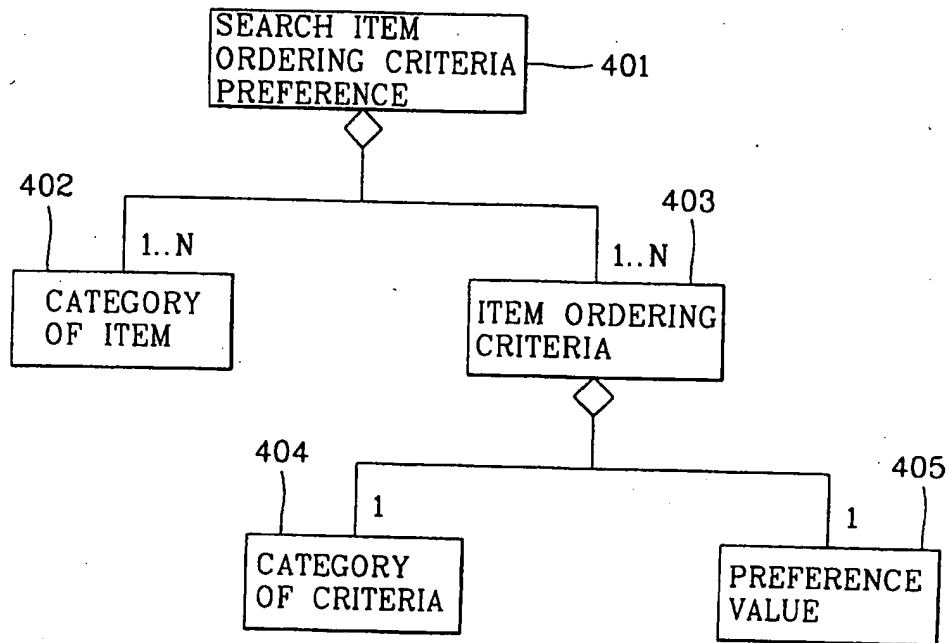 SEARCH ITEM
ORDERING CRITERIA
PREFERENCE
401
402
403
1..N
1..N
CATEGORY
OF ITEM
ITEM ORDERING
CRITERIA
404
405
1
1
CATEGORY
OF CRITERIA
PREFERENCE
VALUE